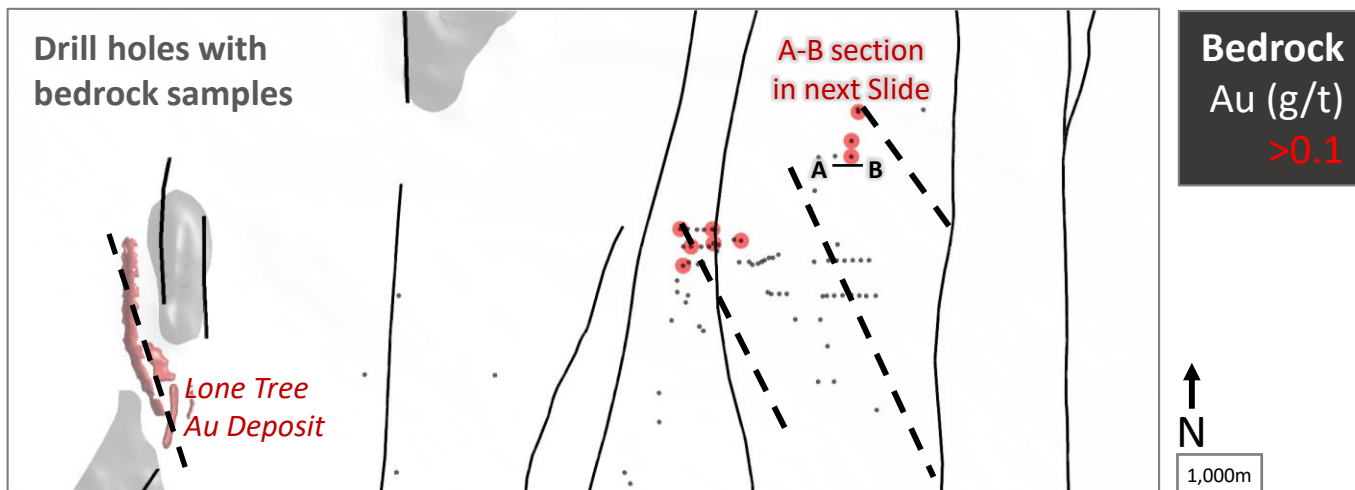 Drill holes with
bedrock samples
A-B section
in next Slide
A B
Lone Tree
Au Deposit
Bedrock
Au (g/t)
>0.1
N
1,000m